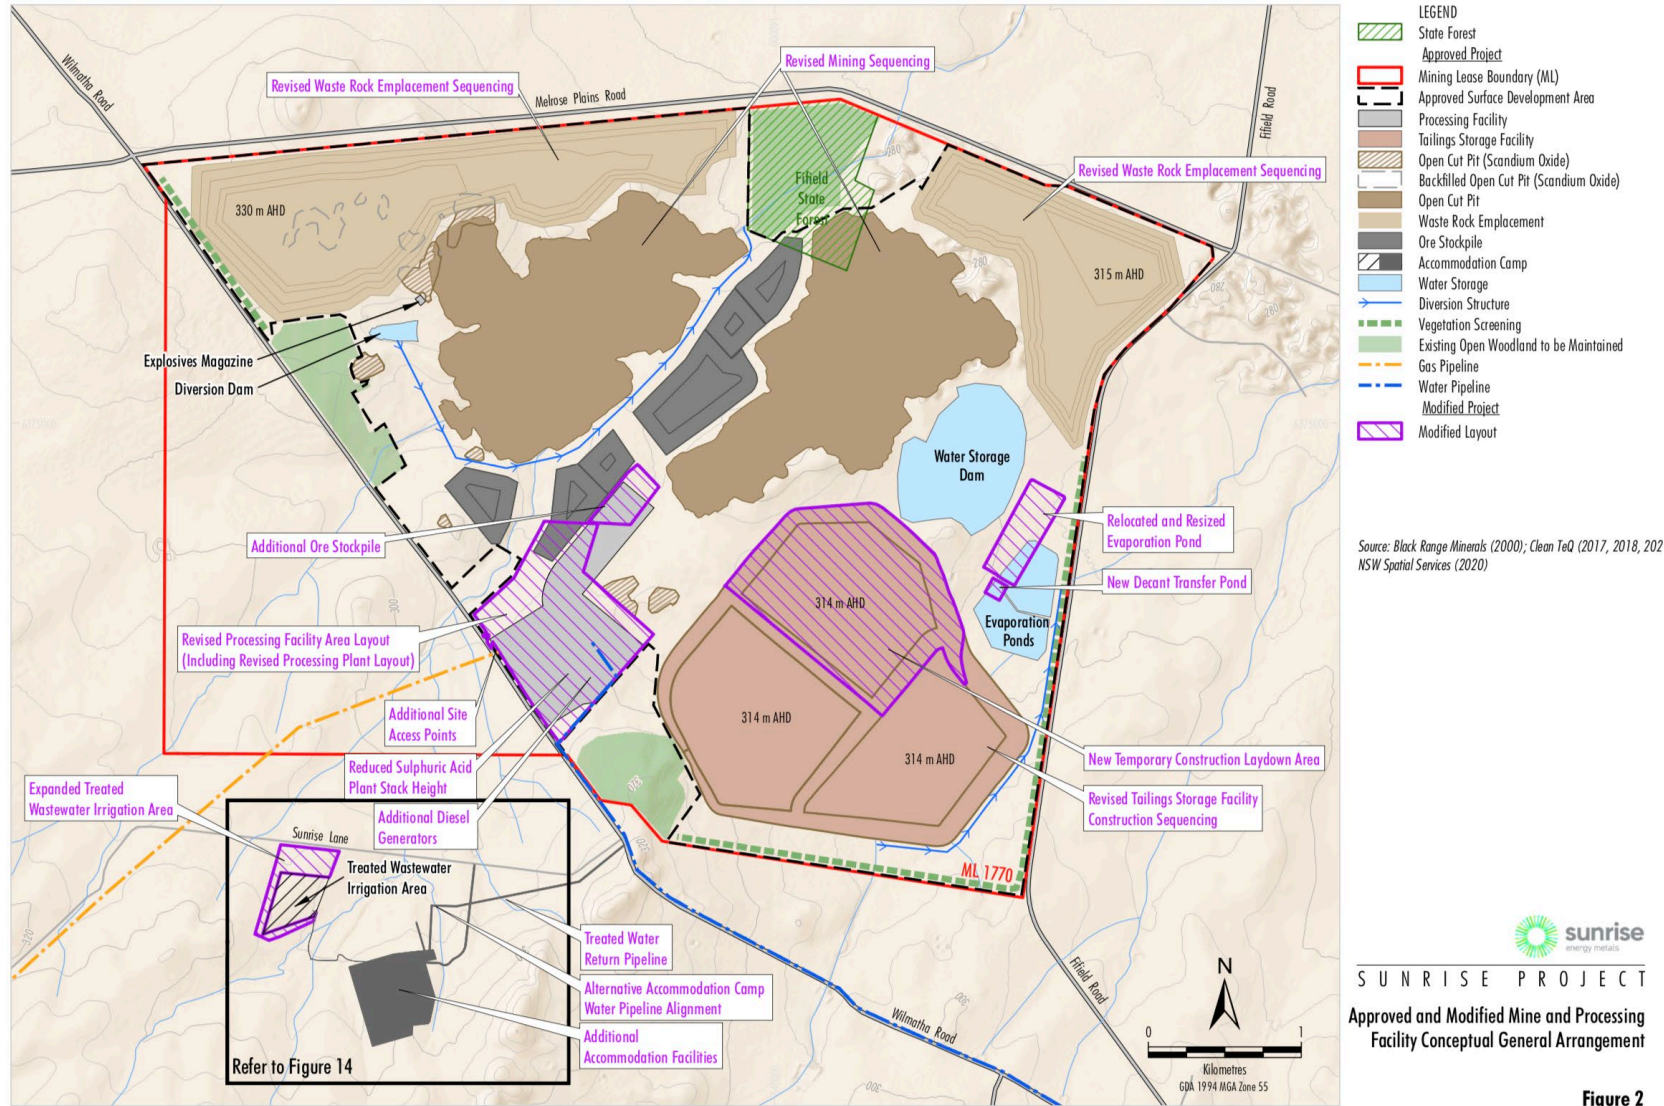 Wilmatha Road
Melrose Plains Road
Fifield Road
Revised Waste Rock Emplacement Sequencing
Revised Mining Sequencing
Revised Waste Rock Emplacement Sequencing
Fifield
State
Forest
330 m AHD
315 m AHD
280
280
280
280
Explosives Magazine
Diversion Dam
Water Storage
Dam
Additional Ore Stockpile
Relocated and Resized
Evaporation Pond
New Decant Transfer Pond
Evaporation
Ponds
314 m AHD
314 m AHD
314 m AHD
300
Revised Processing Facility Area Layout
(Including Revised Processing Plant Layout)
Additional Site
Access Points
Reduced Sulphuric Acid
Plant Stack Height
Additional Diesel
Generators
New Temporary Construction Laydown Area
Revised Tailings Storage Facility
Construction Sequencing
Expanded Treated
Wastewater Irrigation Area
Sunrise Lane
Treated Wastewater
Irrigation Area
320
320
ML 1770
Treated Water
Return Pipeline
Alternative Accommodation Camp
Water Pipeline Alignment
Additional
Accommodation Facilities
Refer to Figure 14
Wilmatha Road
Fifield Road
300
300
N
0 1
Kilometres
GDA 1994 MGA Zone 55
LEGEND
State Forest
Approved Project
Mining Lease Boundary (ML)
Approved Surface Development Area
Processing Facility
Tailings Storage Facility
Open Cut Pit (Scandium Oxide)
Backfilled Open Cut Pit (Scandium Oxide)
Open Cut Pit
Waste Rock Emplacement
Ore Stockpile
Accommodation Camp
Water Storage
Diversion Structure
Vegetation Screening
Existing Open Woodland to be Maintained
Gas Pipeline
Water Pipeline
Modified Project
Modified Layout
Source: Black Range Minerals (2000); Clean TeQ (2017, 2018, 202
NSW Spatial Services (2020)
sunrise
energy metals
SUNRISE PROJECT
Approved and Modified Mine and Processing
Facility Conceptual General Arrangement
Figure 2